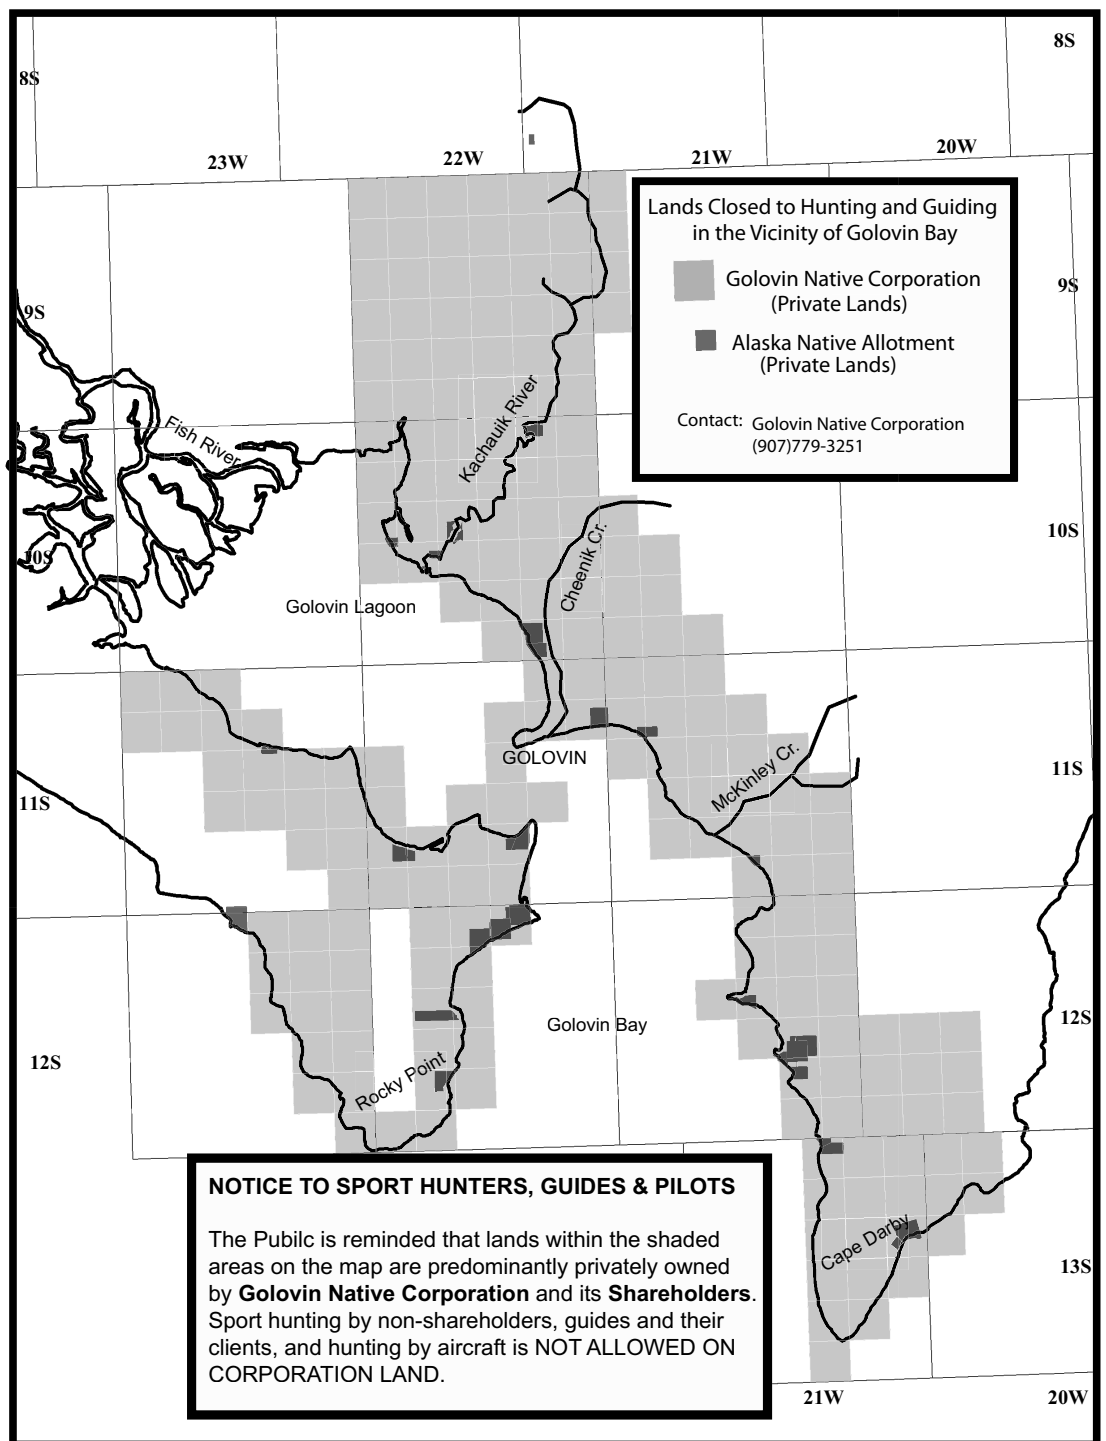 8S
8S
23W
22W
21W
20W
Lands Closed to Hunting and Guiding
in the Vicinity of Golovin Bay
Golovin Native Corporation
(Private Lands)
Alaska Native Allotment
(Private Lands)
Contact: Golovin Native Corporation
(907)779-3251
9S
9S
Fish River
Kachauik River
Cheenik Cr.
10S
10S
Golovin Lagoon
GOLOVIN
McKinley Cr.
11S
11S
Golovin Bay
12S
12S
Rocky Point
NOTICE TO SPORT HUNTERS, GUIDES & PILOTS
The Pubilc is reminded that lands within the shaded
areas on the map are predominantly privately owned
by Golovin Native Corporation and its Shareholders.
Sport hunting by non-shareholders, guides and their
clients, and hunting by aircraft is NOT ALLOWED ON
CORPORATION LAND.
Cape Darby
13S
21W
20W